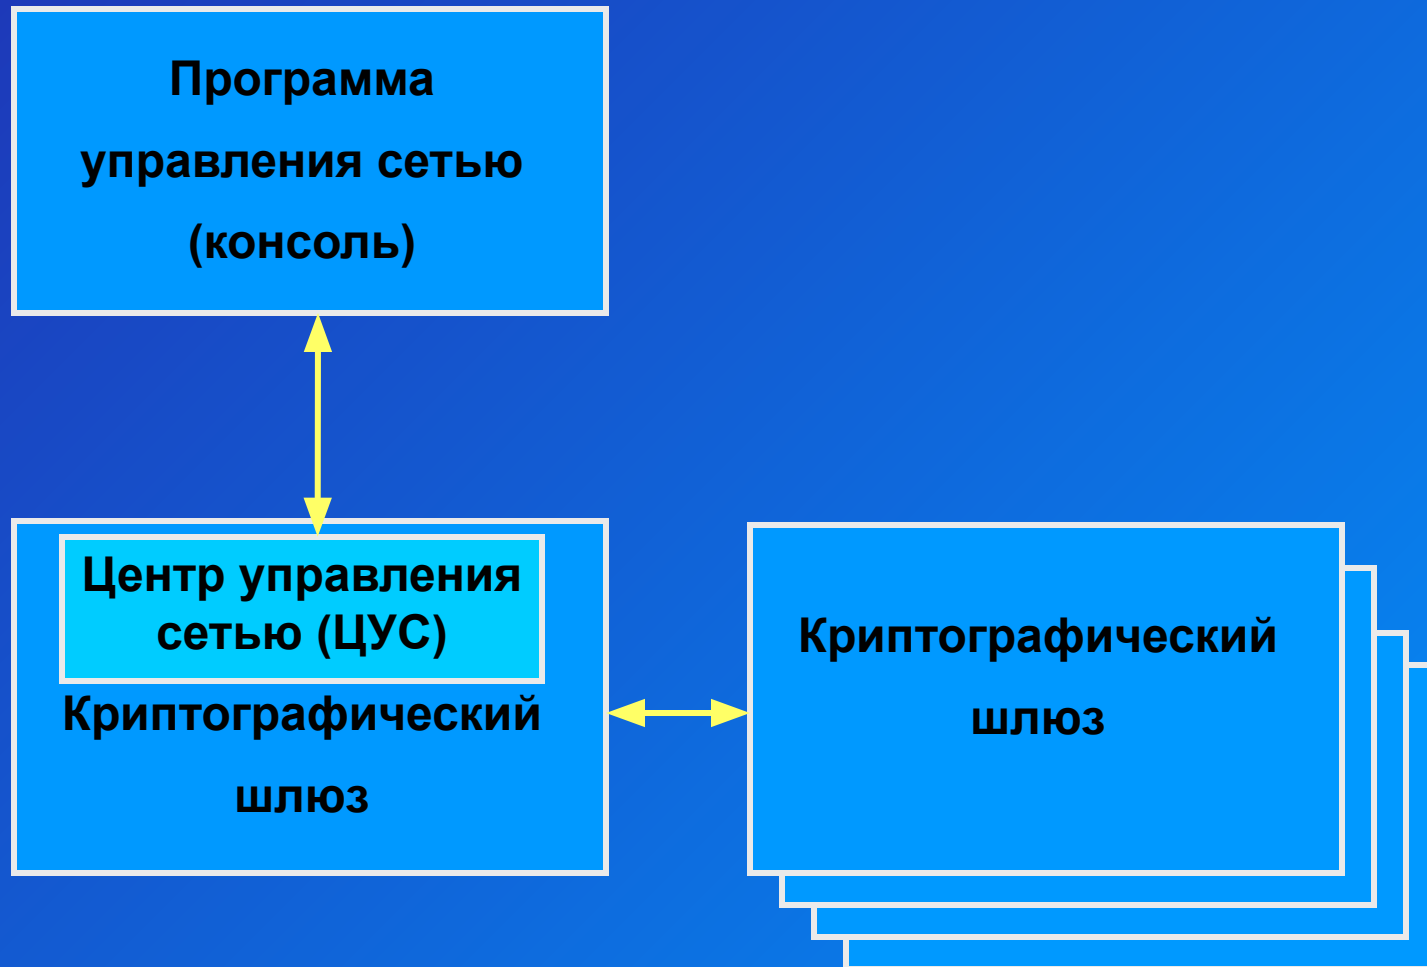 Программа
управления сетью
(консоль)
Центр управления
сетью (ЦУС)
Криптографический
шлюз
Криптографический
шлюз